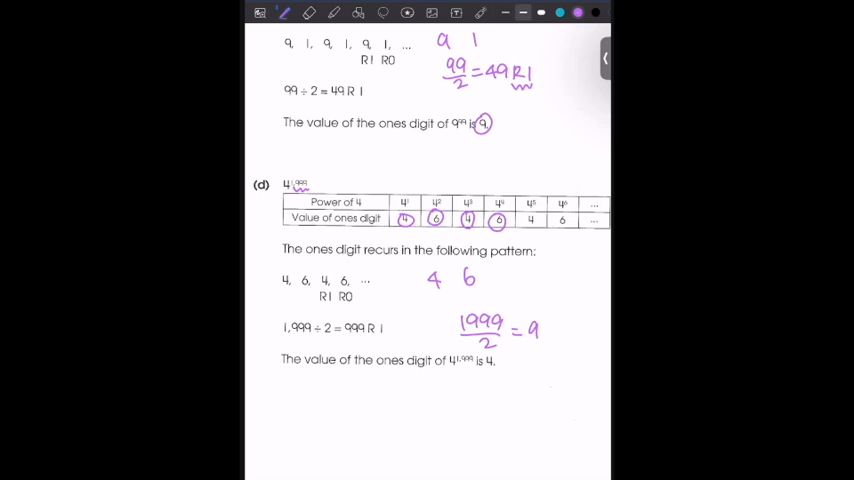 9, 1, 9, 1, 9, 1, ... 9 1
R1 R0
99/2 = 49 R1
99 ÷ 2 = 49 R 1
The value of the ones digit of 9⁹⁹ is 9.
(d) 4¹·⁹⁹⁹
Power of 4 4¹ 4² 4³ 4⁴ 4⁵ 4⁶ ...
Value of ones digit 4 6 4 6 4 6 ...
The ones digit recurs in the following pattern:
4, 6, 4, 6, ... 4 6
R1 R0
1,999 ÷ 2 = 999 R 1
1999/2 = 9
The value of the ones digit of 4¹·⁹⁹⁹ is 4.